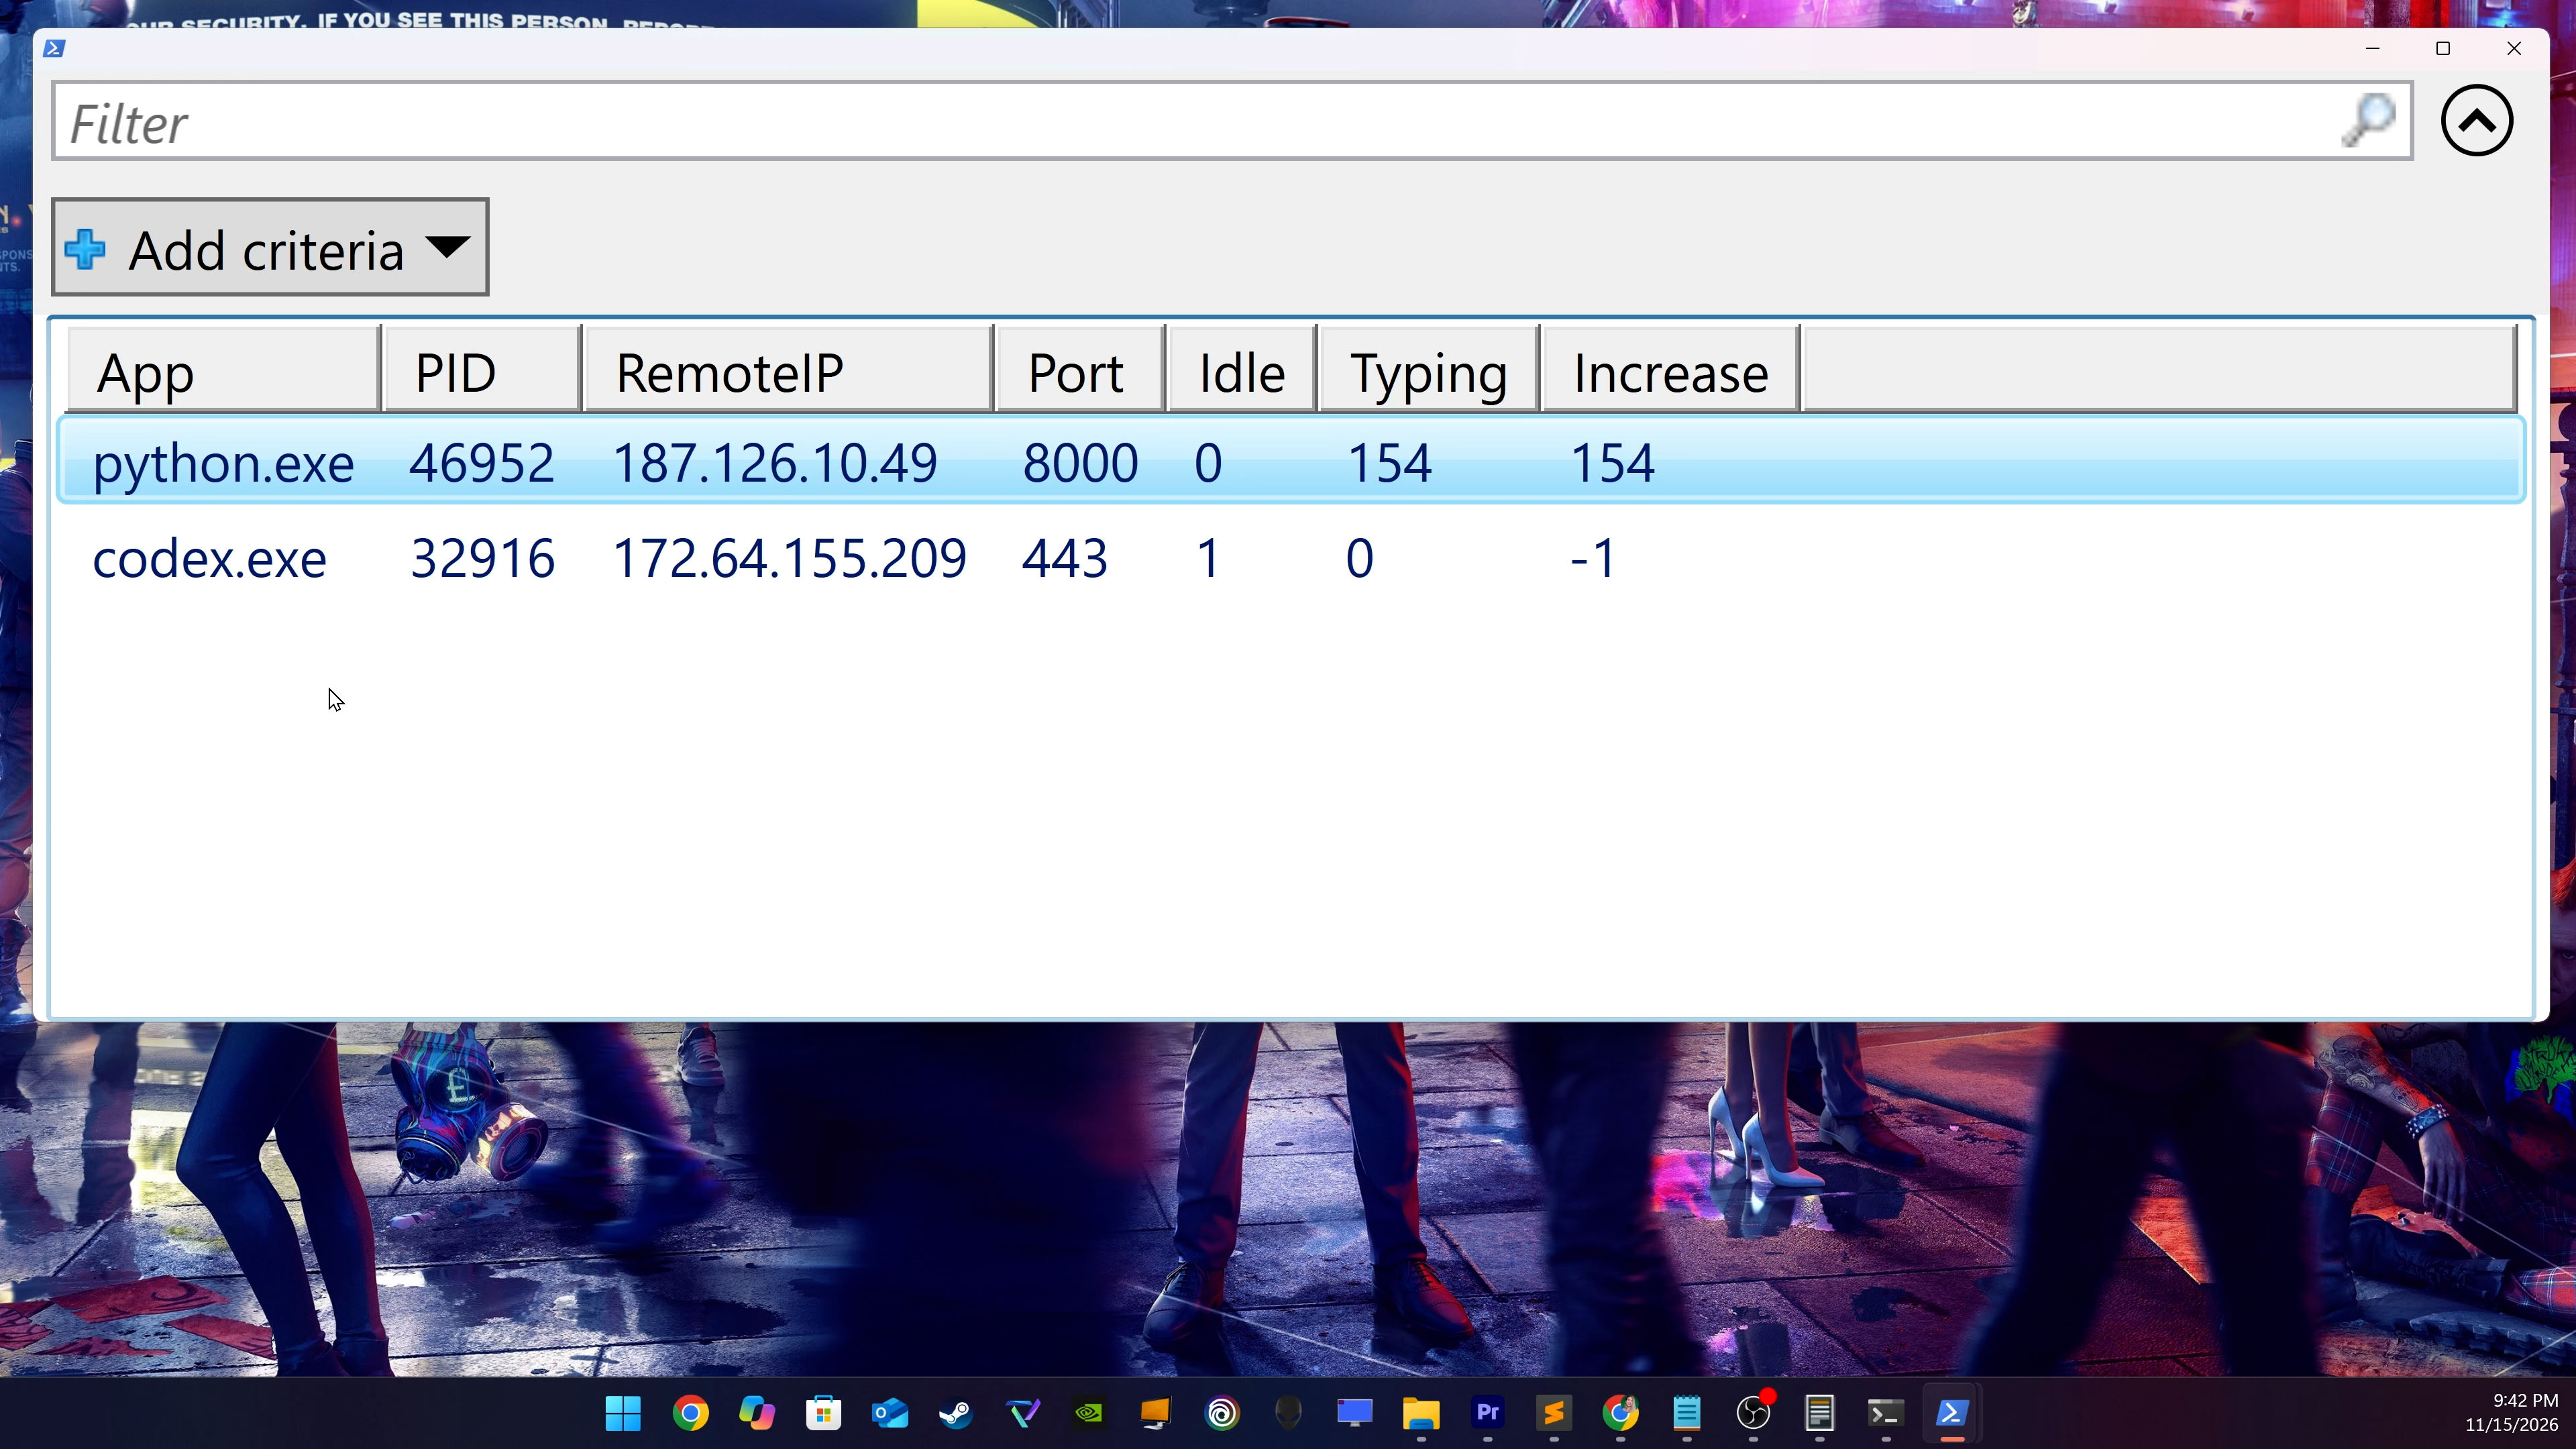 OUR SECURITY. IF YOU SEE THIS PERSON, REPORT
Filter
Add criteria
App PID RemoteIP Port Idle Typing Increase
python.exe 46952 187.126.10.49 8000 0 154 154
codex.exe 32916 172.64.155.209 443 1 0 -1
£
Pr
9:42 PM
11/15/2026